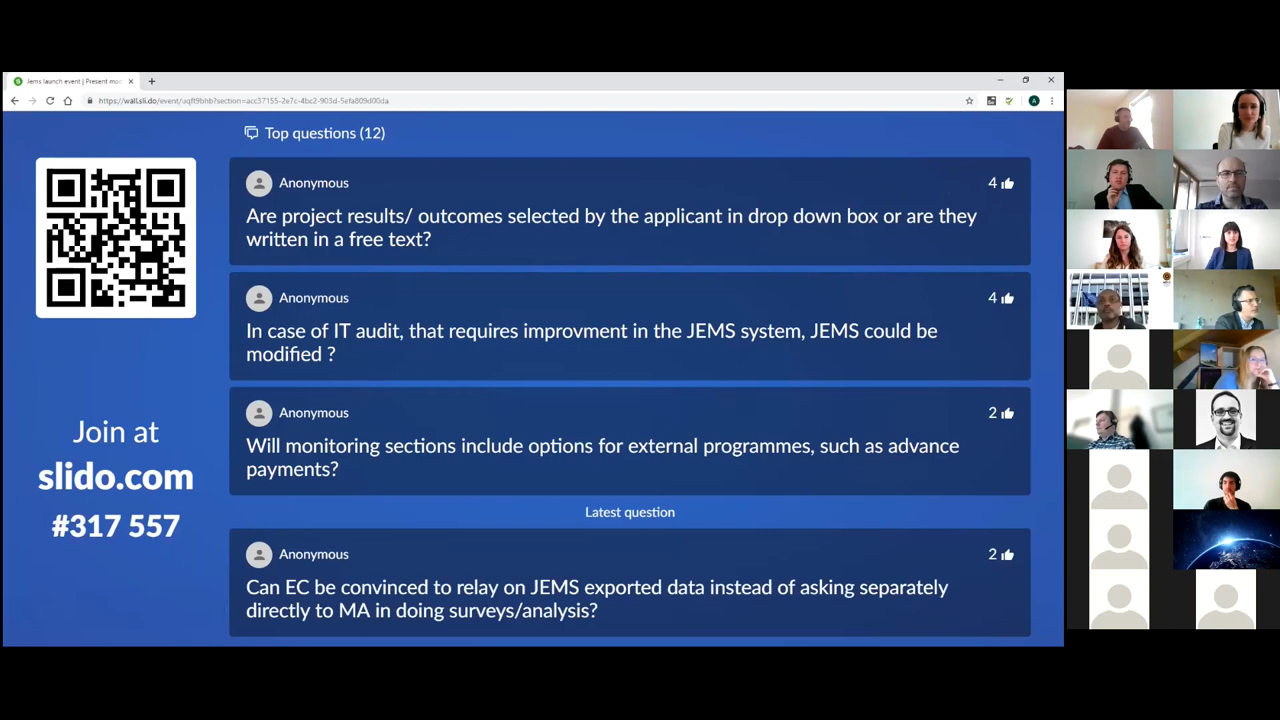 Jems launch event | Present mod
https://wall.sli.do/event/uqft9bhb?section=acc37155-2e7c-4bc2-903d-5efa809d00da
A
Top questions (12)
Anonymous
4
Are project results/ outcomes selected by the applicant in drop down box or are they
written in a free text?
Anonymous
4
In case of IT audit, that requires improvment in the JEMS system, JEMS could be
modified ?
Anonymous
2
Will monitoring sections include options for external programmes, such as advance
payments?
Latest question
Anonymous
2
Can EC be convinced to relay on JEMS exported data instead of asking separately
directly to MA in doing surveys/analysis?
Join at
slido.com
#317 557